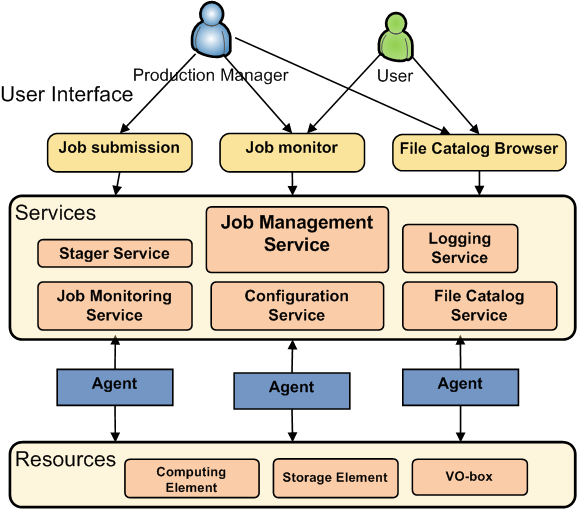 Production Manager
User
User Interface
Job submission
Job monitor
File Catalog Browser
Services
Job Management
Service
Stager Service
Logging
Service
Job Monitoring
Service
Configuration
Service
File Catalog
Service
Agent
Agent
Agent
Resources
Computing
Element
Storage Element
VO-box